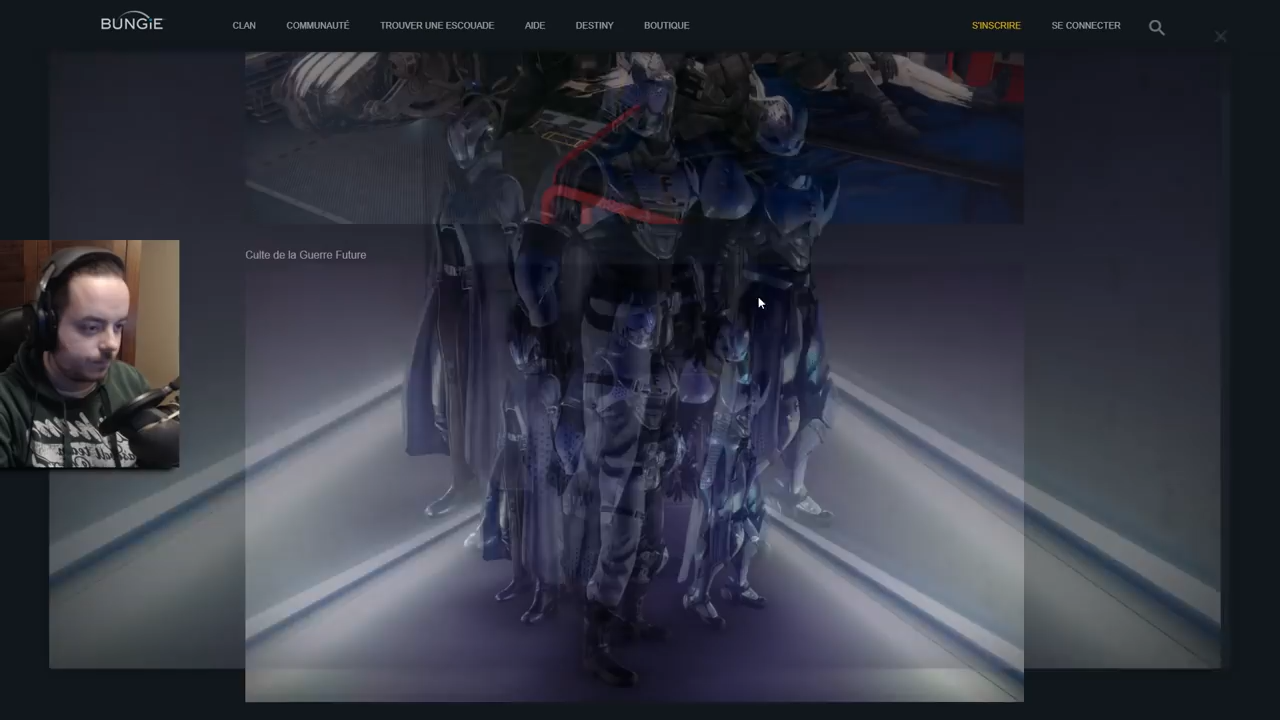 BUNGiE
CLAN COMMUNAUTÉ TROUVER UNE ESCOUADE AIDE DESTINY BOUTIQUE S'INSCRIRE SE CONNECTER
Culte de la Guerre Future